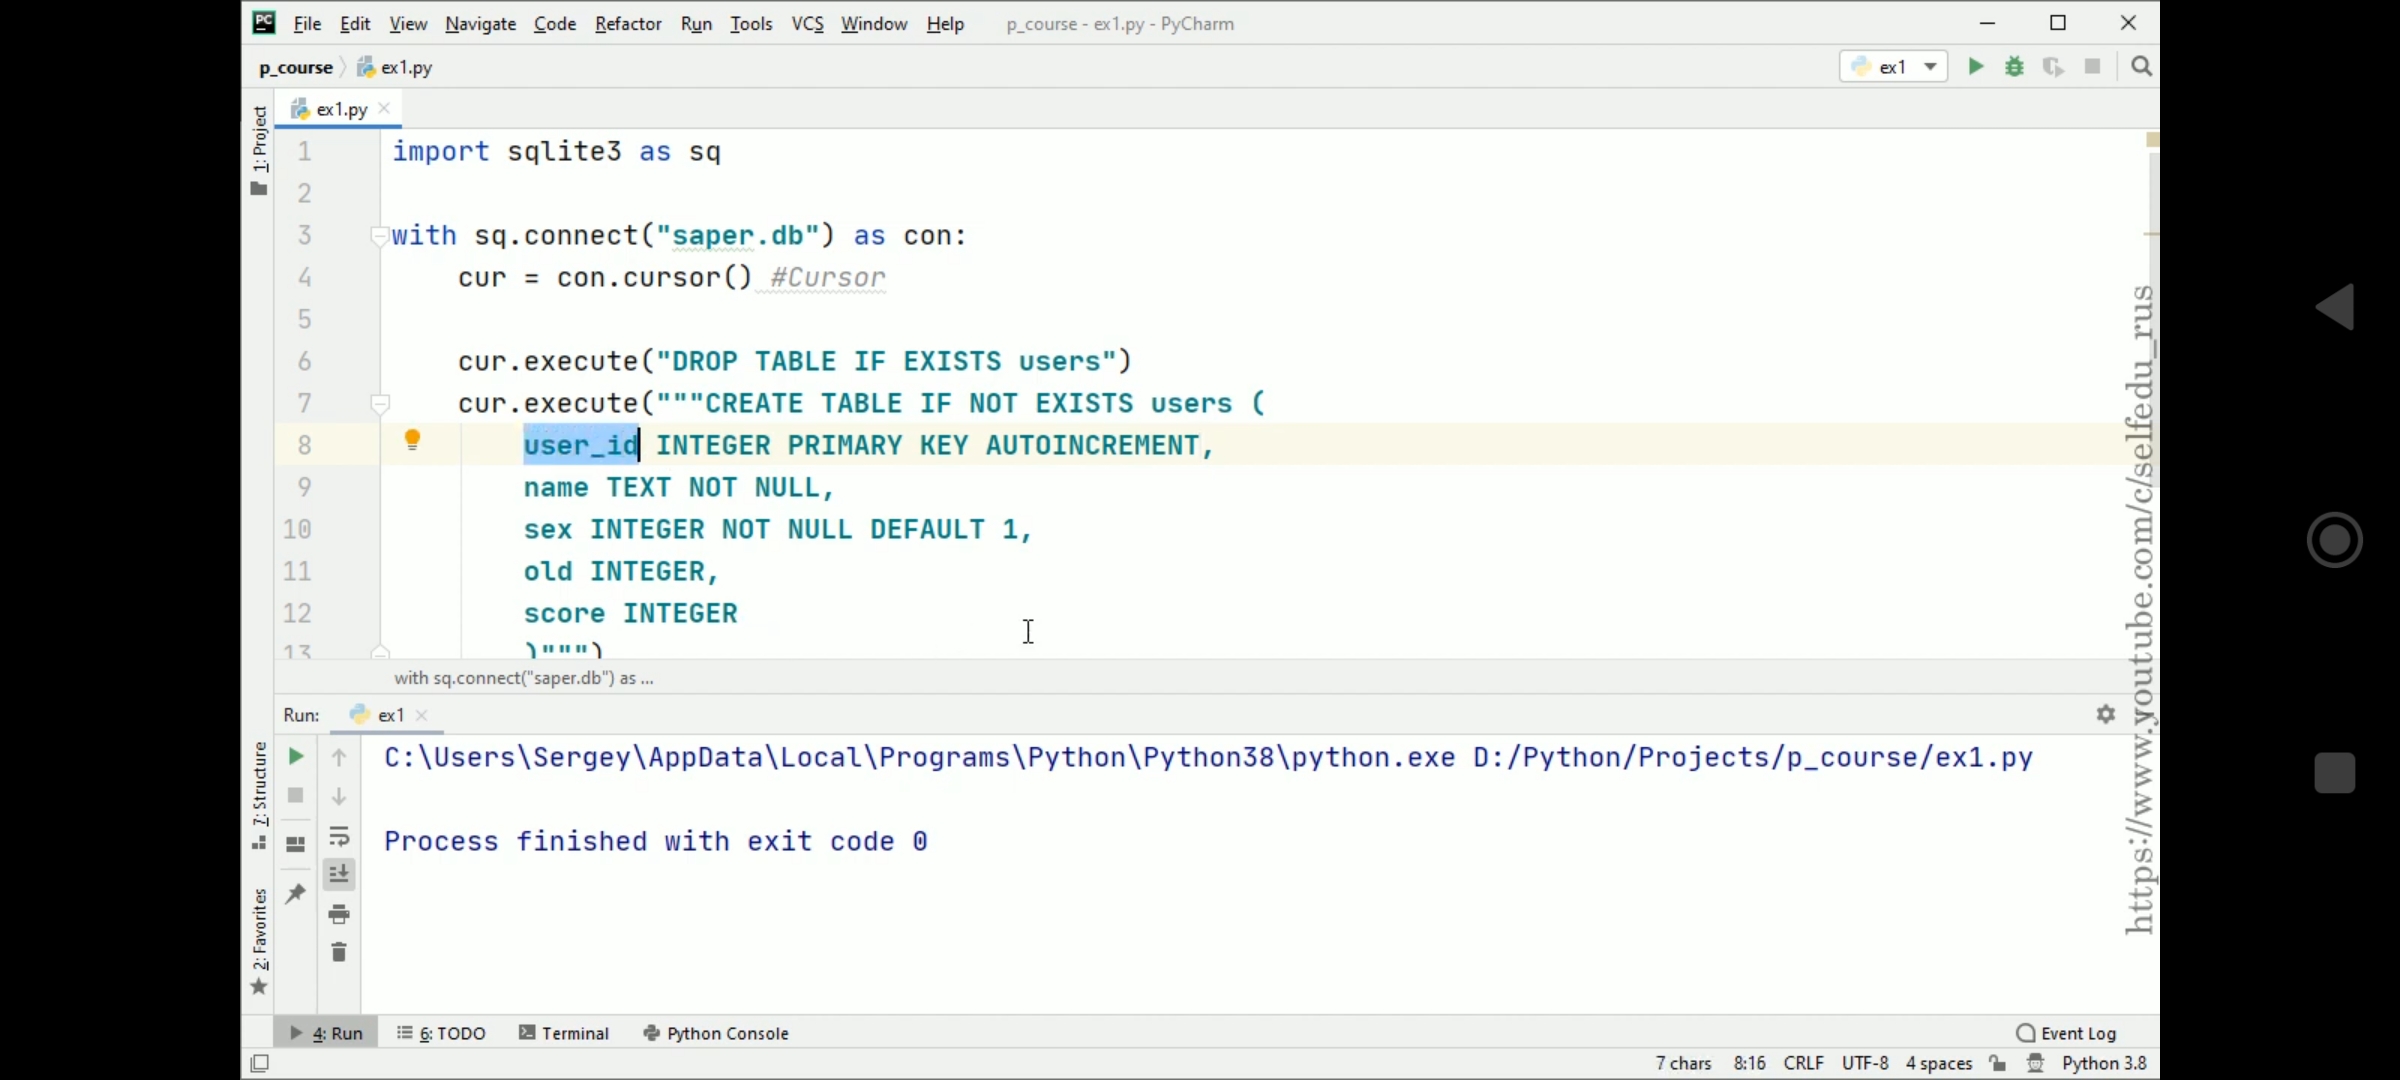 File Edit View Navigate Code Refactor Run Tools VCS Window Help p_course - ex1.py - PyCharm
p_course ex1.py
ex1
ex1.py
1: Project
1 import sqlite3 as sq
2
3 with sq.connect("saper.db") as con:
4 cur = con.cursor() #Cursor
5
6 cur.execute("DROP TABLE IF EXISTS users")
7 cur.execute("""CREATE TABLE IF NOT EXISTS users (
8 user_id INTEGER PRIMARY KEY AUTOINCREMENT,
9 name TEXT NOT NULL,
10 sex INTEGER NOT NULL DEFAULT 1,
11 old INTEGER,
12 score INTEGER
13 )""")
with sq.connect("saper.db") as ...
https://www.youtube.com/c/selfedu_rus
Run: ex1
7: Structure
2: Favorites
C:\Users\Sergey\AppData\Local\Programs\Python\Python38\python.exe D:/Python/Projects/p_course/ex1.py
Process finished with exit code 0
4: Run 6: TODO Terminal Python Console Event Log
7 chars 8:16 CRLF UTF-8 4 spaces Python 3.8